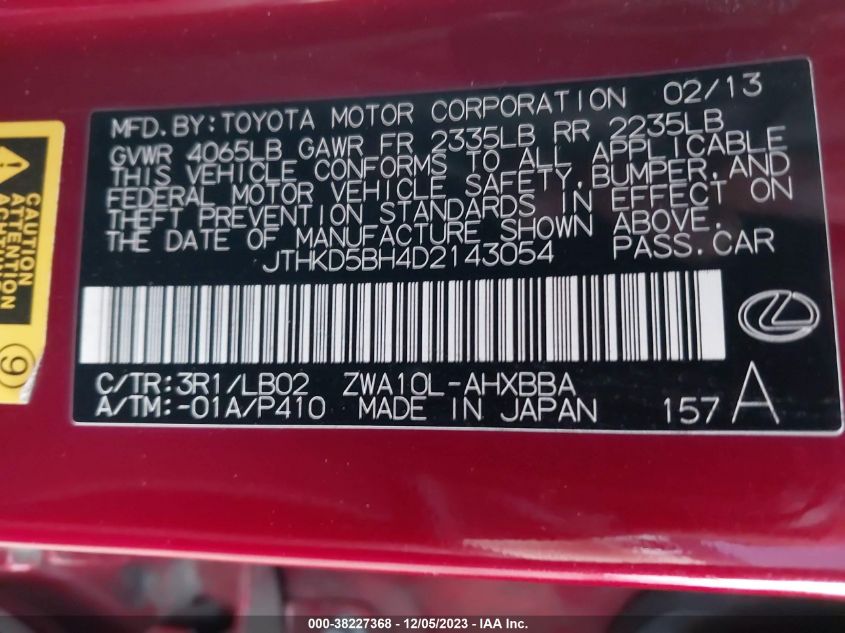 MFD.BY:TOYOTA MOTOR CORPORATION 02/13
GVWR 4065LB GAWR FR 2335LB RR 2235LB
THIS VEHICLE CONFORMS TO ALL APPLICABLE
FEDERAL MOTOR VEHICLE SAFETY,BUMPER,AND
THEFT PREVENTION STANDARDS IN EFFECT ON
THE DATE OF MANUFACTURE SHOWN ABOVE.
JTHKD5BH4D2143054 PASS.CAR
C/TR:3R1/LB02 ZWA10L-AHXBBA
A/TM:-01A/P410 MADE IN JAPAN 157 A
CAUTION
ATTENTION
9
000-38227368 - 12/05/2023 - IAA Inc.